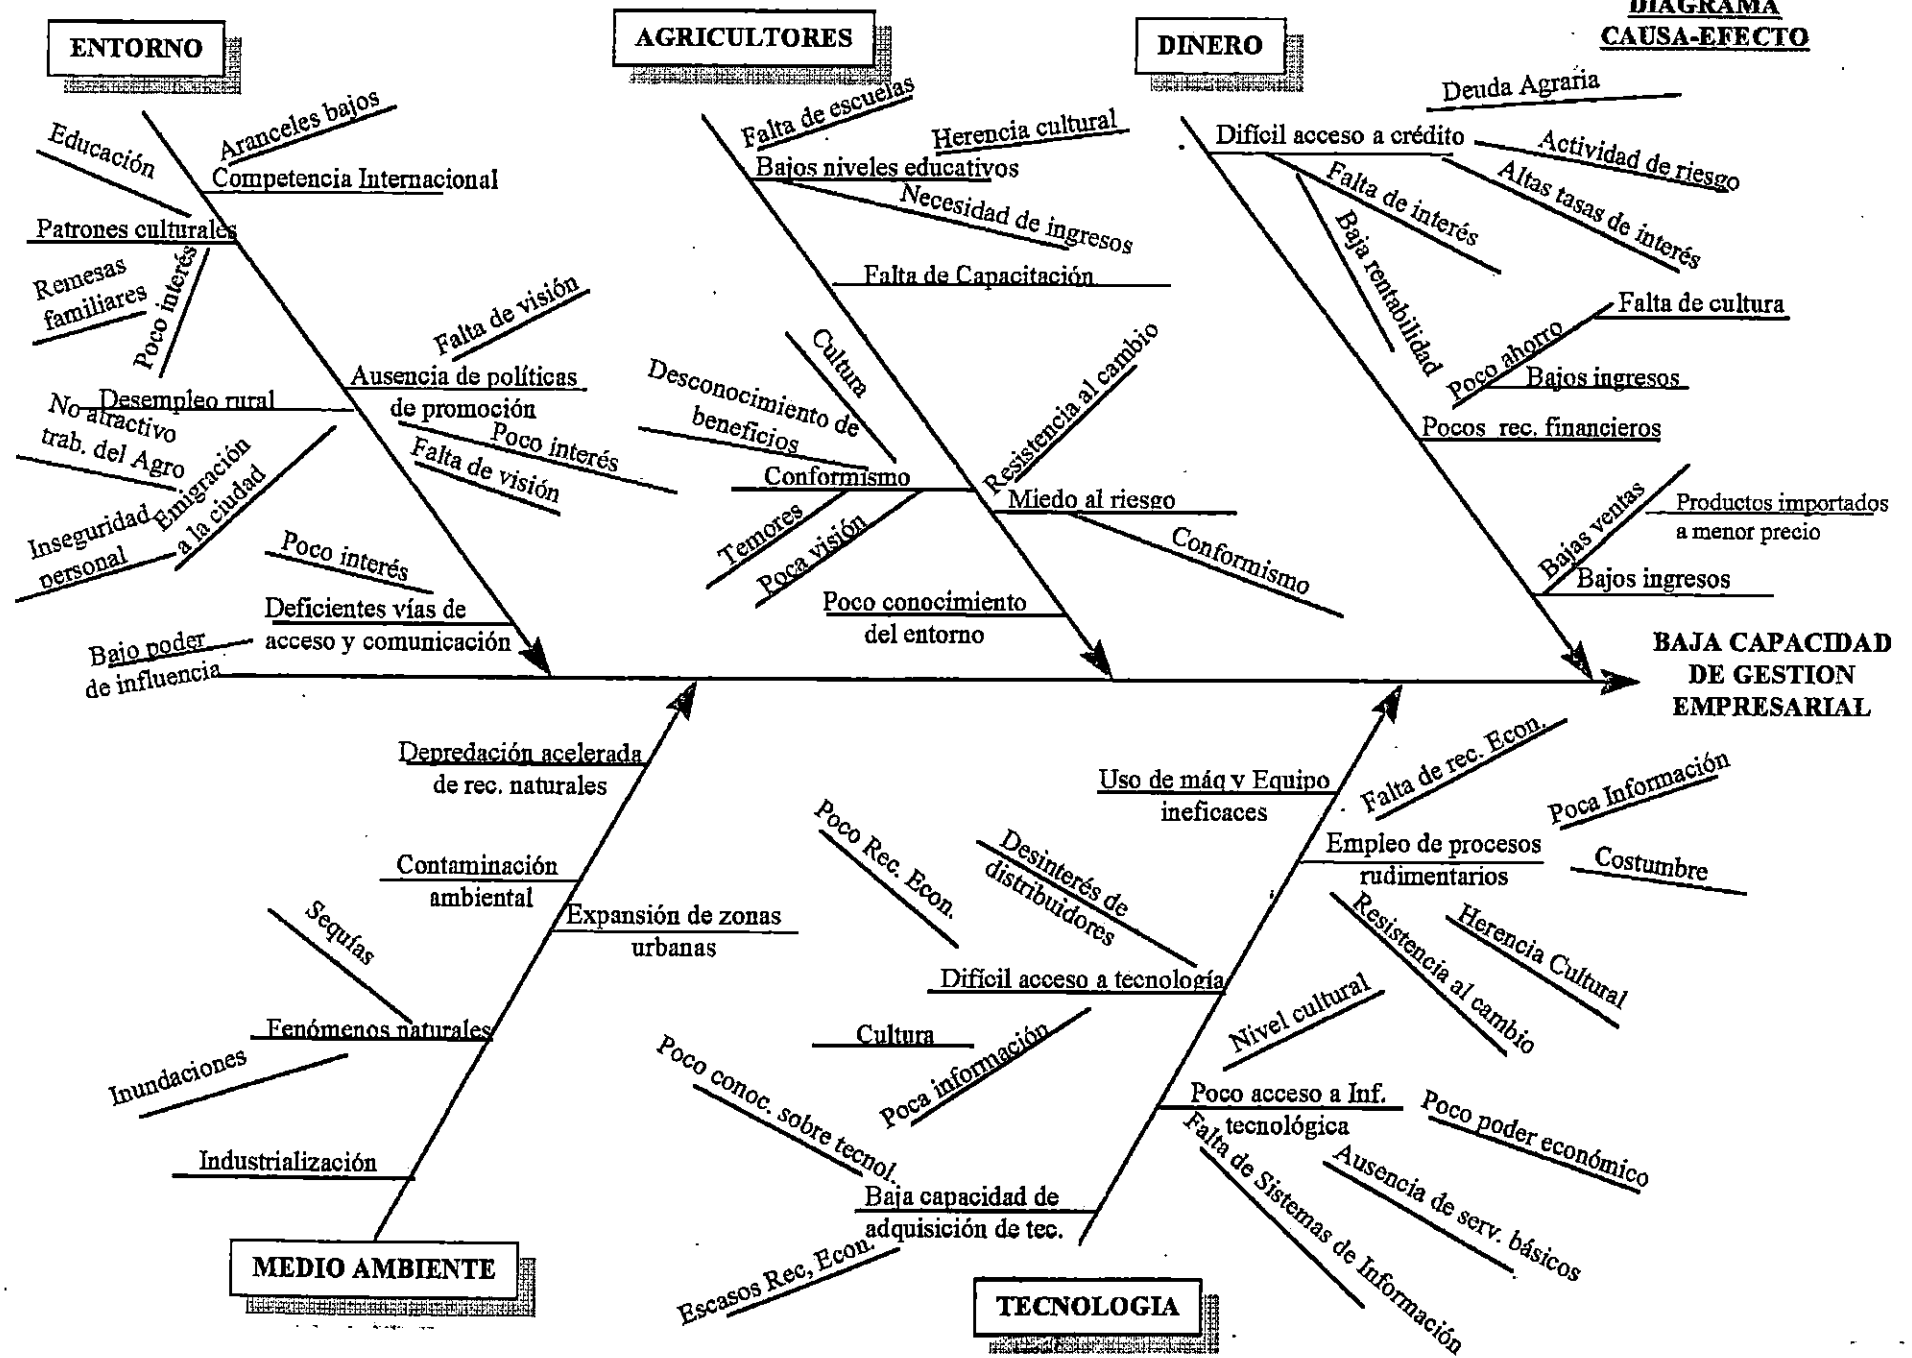 DIAGRAMA
CAUSA-EFECTO
ENTORNO
Aranceles bajos
Competencia Internacional
Educación
Patrones culturales
Poco interés
Remesas
familiares
Desempleo rural
No atractivo
trab. del Agro
Emigración
a la ciudad
Inseguridad
personal
Falta de visión
Ausencia de políticas
de promoción
Poco interés
Falta de visión
Poco interés
Deficientes vías de
acceso y comunicación
Bajo poder
de influencia
AGRICULTORES
Falta de escuelas
Herencia cultural
Bajos niveles educativos
Necesidad de ingresos
Falta de Capacitación
Cultura
Desconocimiento de
beneficios
Conformismo
Temores
Poca visión
Resistencia al cambio
Miedo al riesgo
Conformismo
Poco conocimiento
del entorno
DINERO
Deuda Agraria
Difícil acceso a crédito
Actividad de riesgo
Altas tasas de interés
Falta de interés
Baja rentabilidad
Falta de cultura
Poco ahorro
Bajos ingresos
Pocos rec. financieros
Bajas ventas
Productos importados
a menor precio
Bajos ingresos
BAJA CAPACIDAD
DE GESTION
EMPRESARIAL
Depredación acelerada
de rec. naturales
Contaminación
ambiental
Expansión de zonas
urbanas
Sequías
Fenómenos naturales
Inundaciones
Industrialización
MEDIO AMBIENTE
Uso de máq y Equipo
ineficaces
Falta de rec. Econ.
Poca Información
Empleo de procesos
rudimentarios
Costumbre
Resistencia al cambio
Herencia Cultural
Poco Rec. Econ.
Desinterés de
distribuidores
Difícil acceso a tecnología
Cultura
Poca información
Nivel cultural
Poco acceso a Inf.
tecnológica
Poco poder económico
Ausencia de serv. básicos
Falta de Sistemas de Información
Poco conoc. sobre tecnol.
Baja capacidad de
adquisición de tec.
Escasos Rec, Econ.
TECNOLOGIA